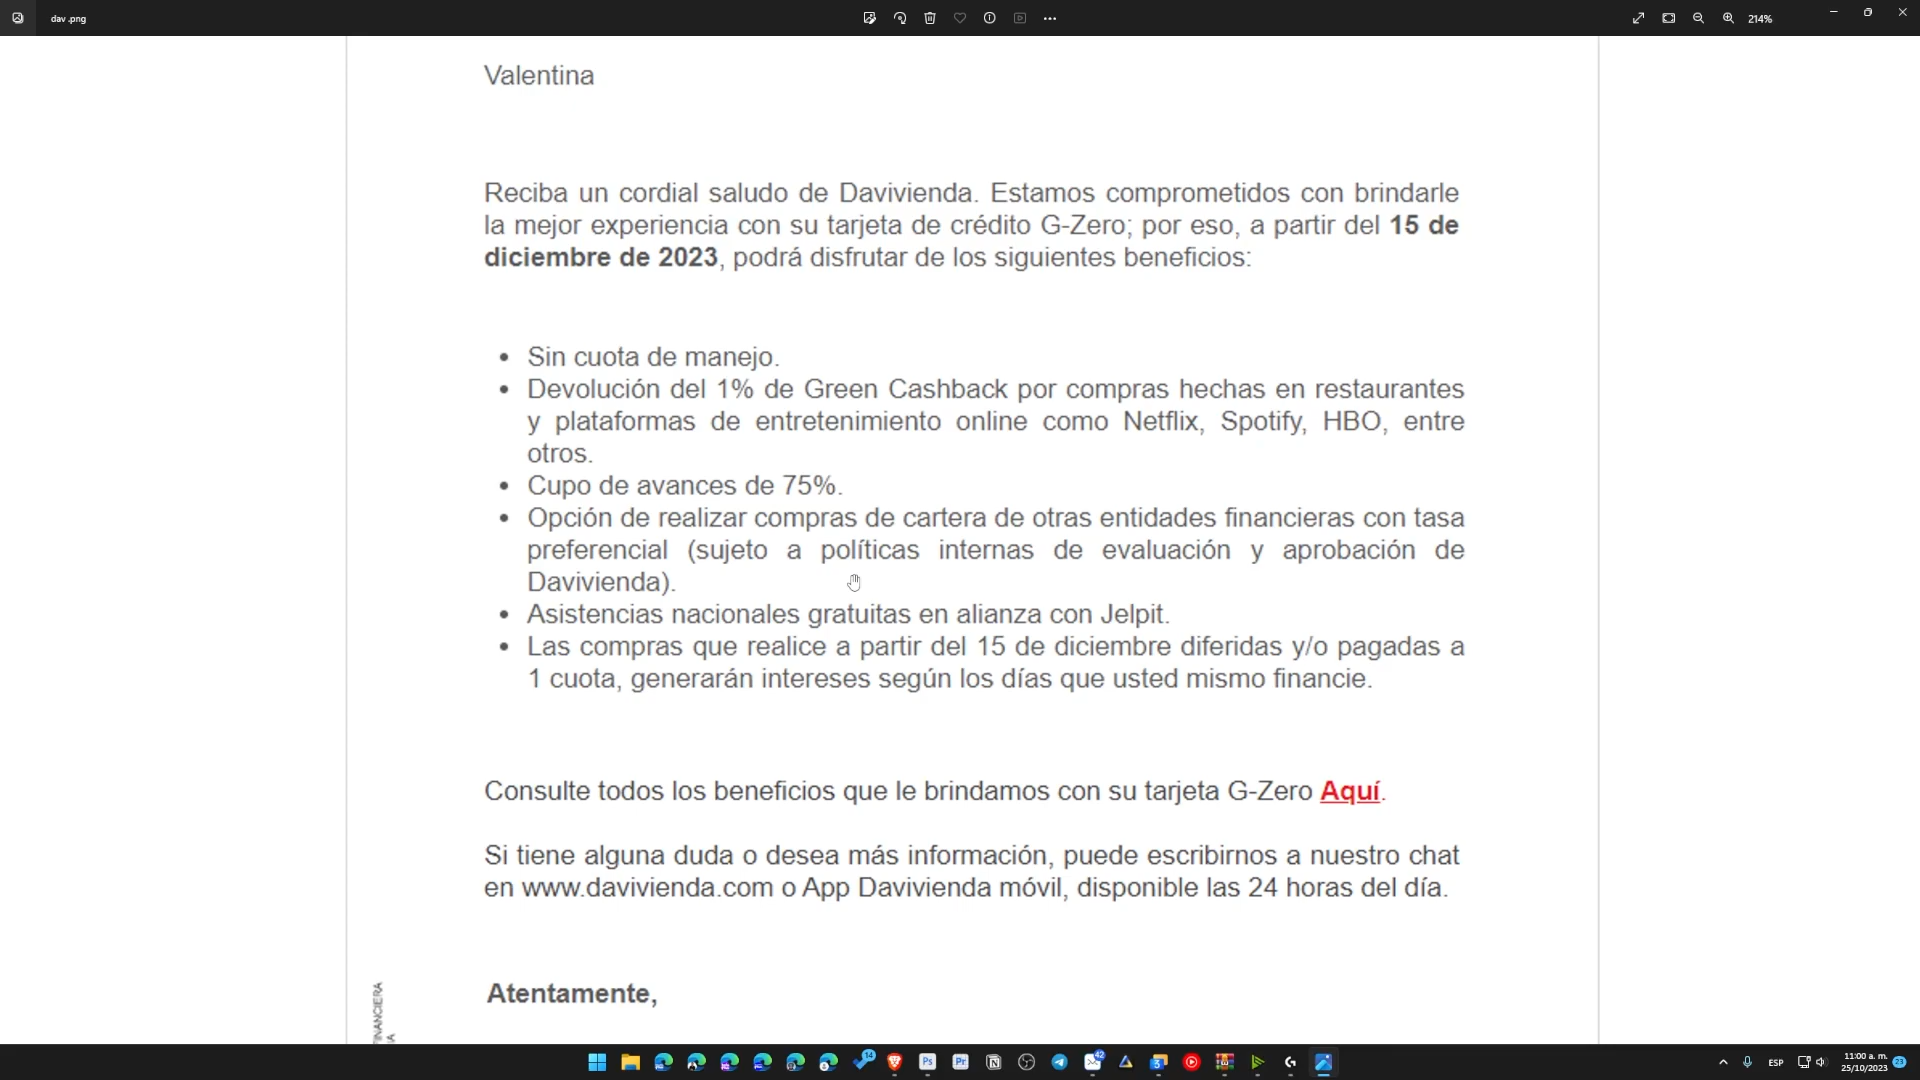 dav .png
214%
Valentina
Reciba un cordial saludo de Davivienda. Estamos comprometidos con brindarle
la mejor experiencia con su tarjeta de crédito G-Zero; por eso, a partir del 15 de
diciembre de 2023, podrá disfrutar de los siguientes beneficios:
• Sin cuota de manejo.
• Devolución del 1% de Green Cashback por compras hechas en restaurantes
y plataformas de entretenimiento online como Netflix, Spotify, HBO, entre
otros.
• Cupo de avances de 75%.
• Opción de realizar compras de cartera de otras entidades financieras con tasa
preferencial (sujeto a políticas internas de evaluación y aprobación de
Davivienda).
• Asistencias nacionales gratuitas en alianza con Jelpit.
• Las compras que realice a partir del 15 de diciembre diferidas y/o pagadas a
1 cuota, generarán intereses según los días que usted mismo financie.
Consulte todos los beneficios que le brindamos con su tarjeta G-Zero Aquí.
Si tiene alguna duda o desea más información, puede escribirnos a nuestro chat
en www.davivienda.com o App Davivienda móvil, disponible las 24 horas del día.
Atentamente,
FINANCIERA
14
Ps
Pr
42
3
ESP
11:00 a. m.
25/10/2023
23